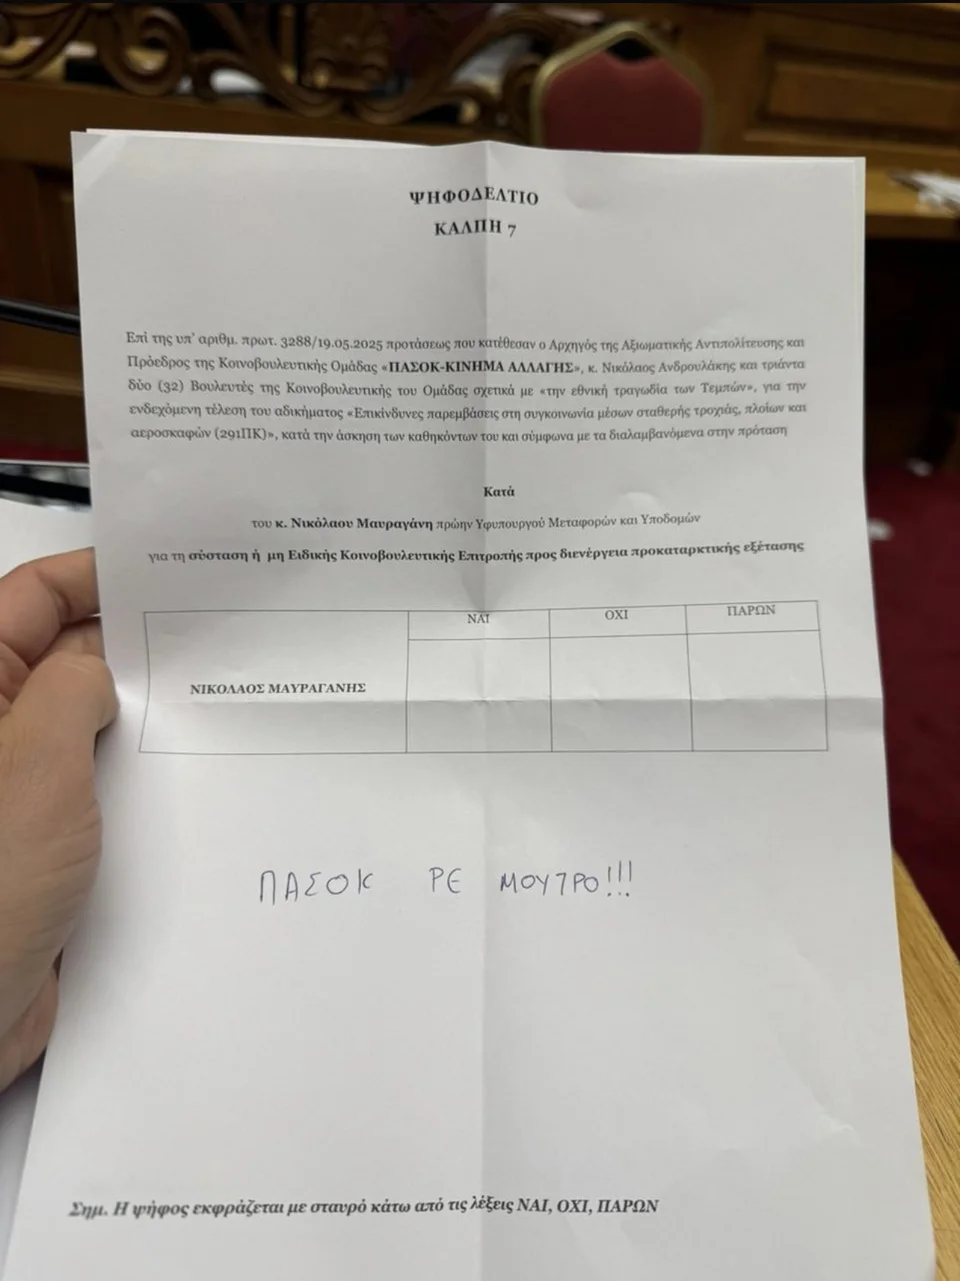 ΨΗΦΟΔΕΛΤΙΟ
ΚΑΛΠΗ 7
Επί της υπ' αριθμ. πρωτ. 3288/19.05.2025 προτάσεως που κατέθεσαν ο Αρχηγός της Αξιωματικής Αντιπολίτευσης και
Πρόεδρος της Κοινοβουλευτικής Ομάδας «ΠΑΣΟΚ-ΚΙΝΗΜΑ ΑΛΛΑΓΗΣ», κ. Νικόλαος Ανδρουλάκης και τριάντα
δύο (32) Βουλευτές της Κοινοβουλευτικής του Ομάδας σχετικά με «την εθνική τραγωδία των Τεμπών», για την
ενδεχόμενη τέλεση του αδικήματος «Επικίνδυνες παρεμβάσεις στη συγκοινωνία μέσων σταθερής τροχιάς, πλοίων και
αεροσκαφών (291ΠΚ)», κατά την άσκηση των καθηκόντων του και σύμφωνα με τα διαλαμβανόμενα στην πρόταση
Κατά
του κ. Νικόλαου Μαυραγάνη πρώην Υφυπουργού Μεταφορών και Υποδομών
για τη σύσταση ή μη Ειδικής Κοινοβουλευτικής Επιτροπής προς διενέργεια προκαταρκτικής εξέτασης
ΝΑΙ ΟΧΙ ΠΑΡΩΝ
ΝΙΚΟΛΑΟΣ ΜΑΥΡΑΓΑΝΗΣ
ΠΑΣΟΚ ΡΕ ΜΟΥΤΡΟ!!!
Σημ. Η ψήφος εκφράζεται με σταυρό κάτω από τις λέξεις ΝΑΙ, ΟΧΙ, ΠΑΡΩΝ